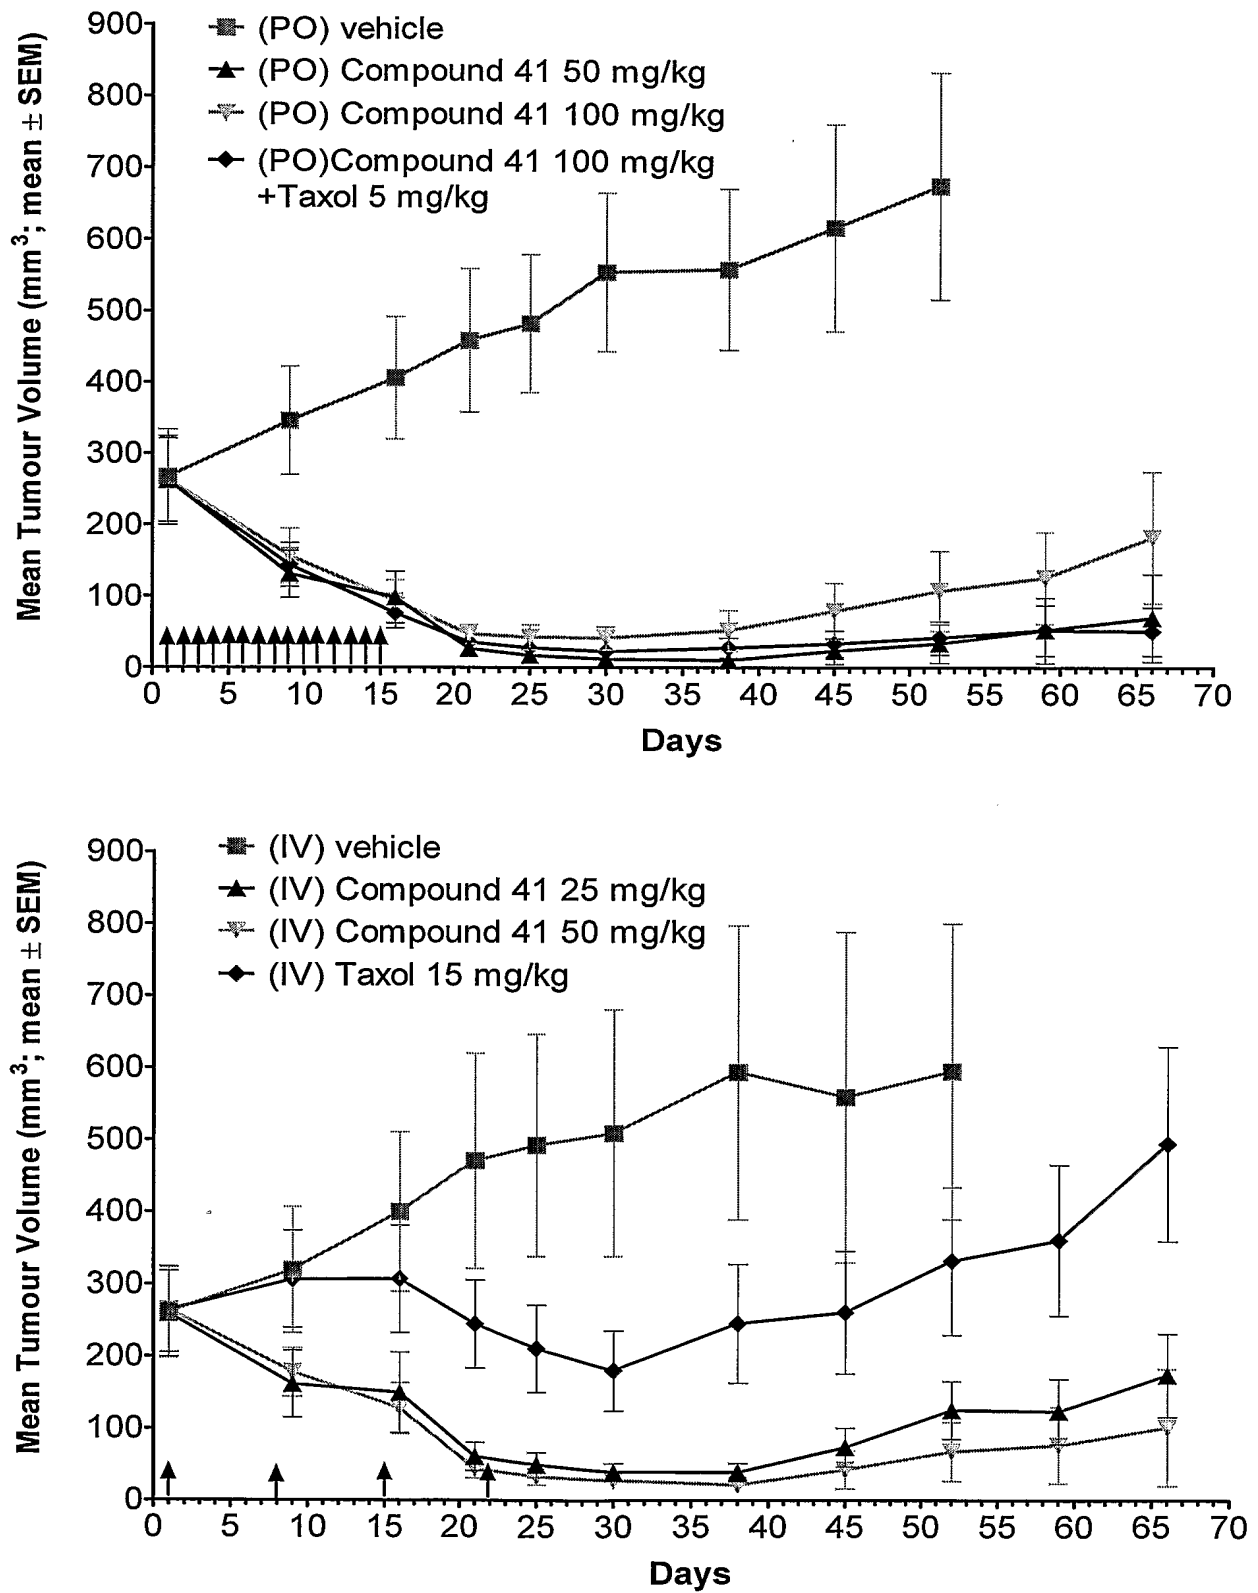 Mean Tumour Volume (mm³; mean ± SEM)
900
800
700
600
500
400
300
200
100
0
(PO) vehicle
(PO) Compound 41 50 mg/kg
(PO) Compound 41 100 mg/kg
(PO)Compound 41 100 mg/kg
+Taxol 5 mg/kg
0 5 10 15 20 25 30 35 40 45 50 55 60 65 70
Days
Mean Tumour Volume (mm³; mean ± SEM)
900
800
700
600
500
400
300
200
100
0
(IV) vehicle
(IV) Compound 41 25 mg/kg
(IV) Compound 41 50 mg/kg
(IV) Taxol 15 mg/kg
0 5 10 15 20 25 30 35 40 45 50 55 60 65 70
Days